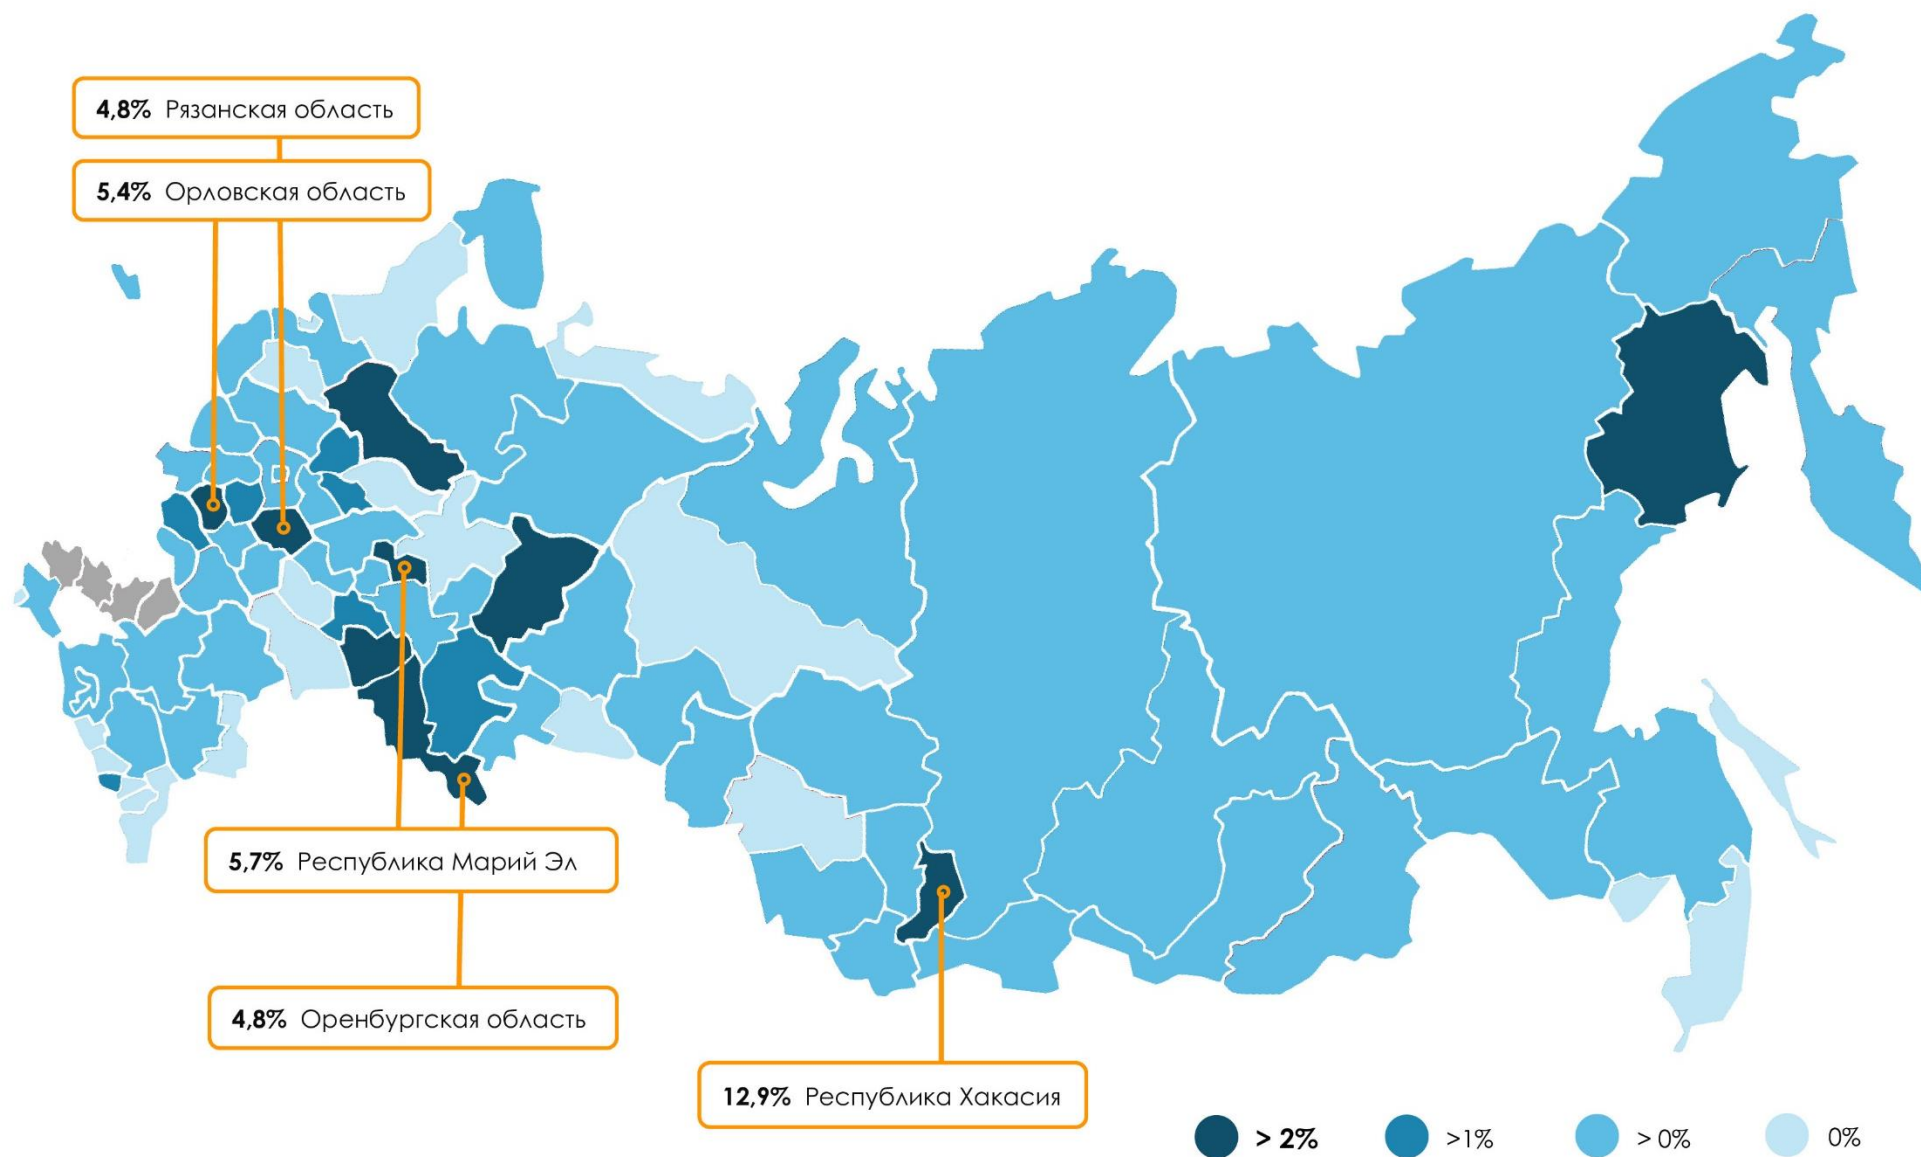 4,8% Рязанская область
5,4% Орловская область
5,7% Республика Марий Эл
4,8% Оренбургская область
12,9% Республика Хакасия
> 2%
>1%
> 0%
0%